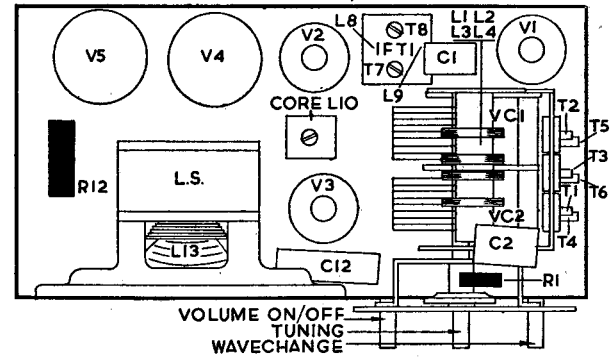 V5
V4
V2
L8
T8
IFT1
T7
L9
C1
L1 L2
L3 L4
V1
CORE L10
VC1
T2
T5
T3
T6
T1
T4
R12
L.S.
V3
L13
C12
VC2
C2
R1
VOLUME ON/OFF
TUNING
WAVECHANGE